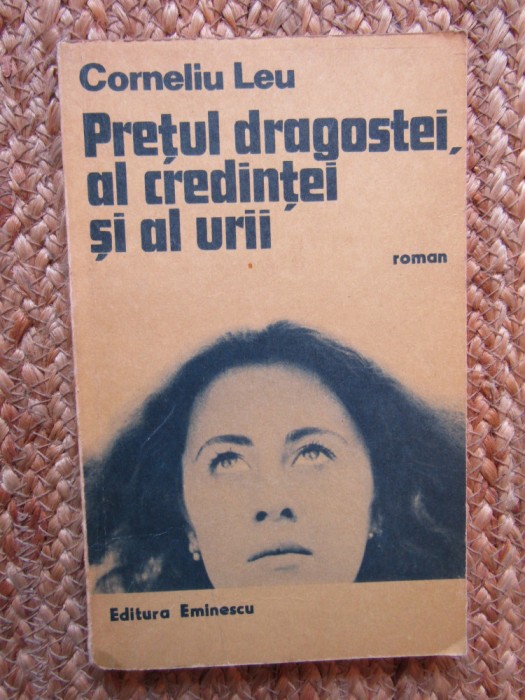 Corneliu Leu
Prețul dragostei,
al credinței
și al urii
roman
Editura Eminescu